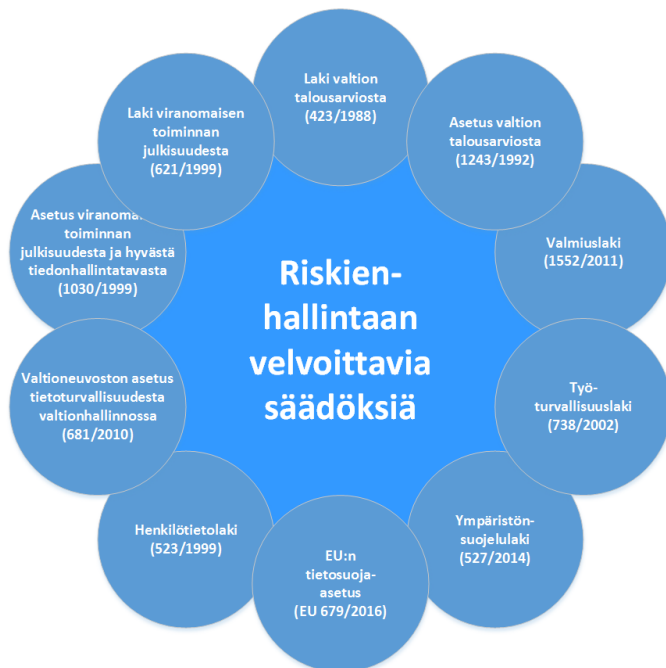 Riskien-
hallintaan
velvoittavia
säädöksiä
Laki valtion
talousarviosta
(423/1988)
Asetus valtion
talousarviosta
(1243/1992)
Valmiuslaki
(1552/2011)
Työ-
turvallisuuslaki
(738/2002)
Ympäristön-
suojelulaki
(527/2014)
EU:n
tietosuoja-
asetus
(EU 679/2016)
Henkilötietolaki
(523/1999)
Valtioneuvoston asetus
tietoturvallisuudesta
valtionhallinnossa
(681/2010)
Asetus
toiminnan
julkisuudesta ja hyvästä
tiedonhallintatavasta
(1030/1999)
Laki viranomaisen
toiminnan
julkisuudesta
(621/1999)